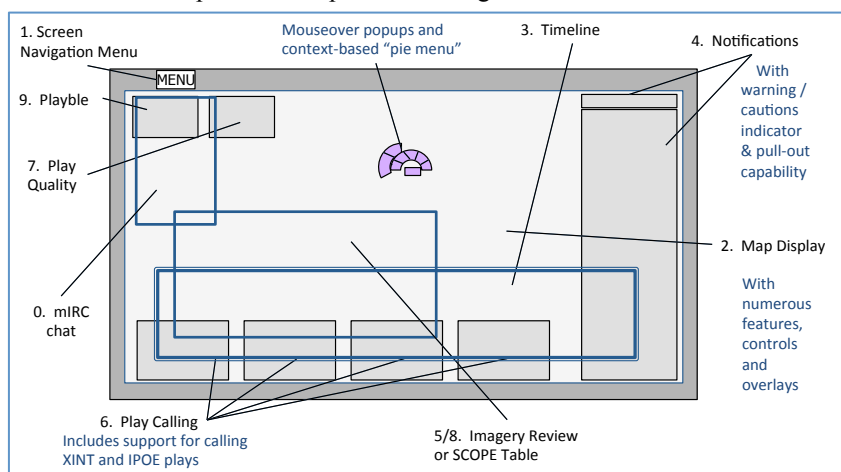 1. Screen
Navigation Menu
Mouseover popups and
context-based “pie menu”
3. Timeline
4. Notifications
MENU
With
warning /
cautions
indicator
& pull-out
capability
9. Playble
7. Play
Quality
2. Map Display
With
numerous
features,
controls
and
overlays
0. mIRC
chat
6. Play Calling
Includes support for calling
XINT and IPOE plays
5/8. Imagery Review
or SCOPE Table